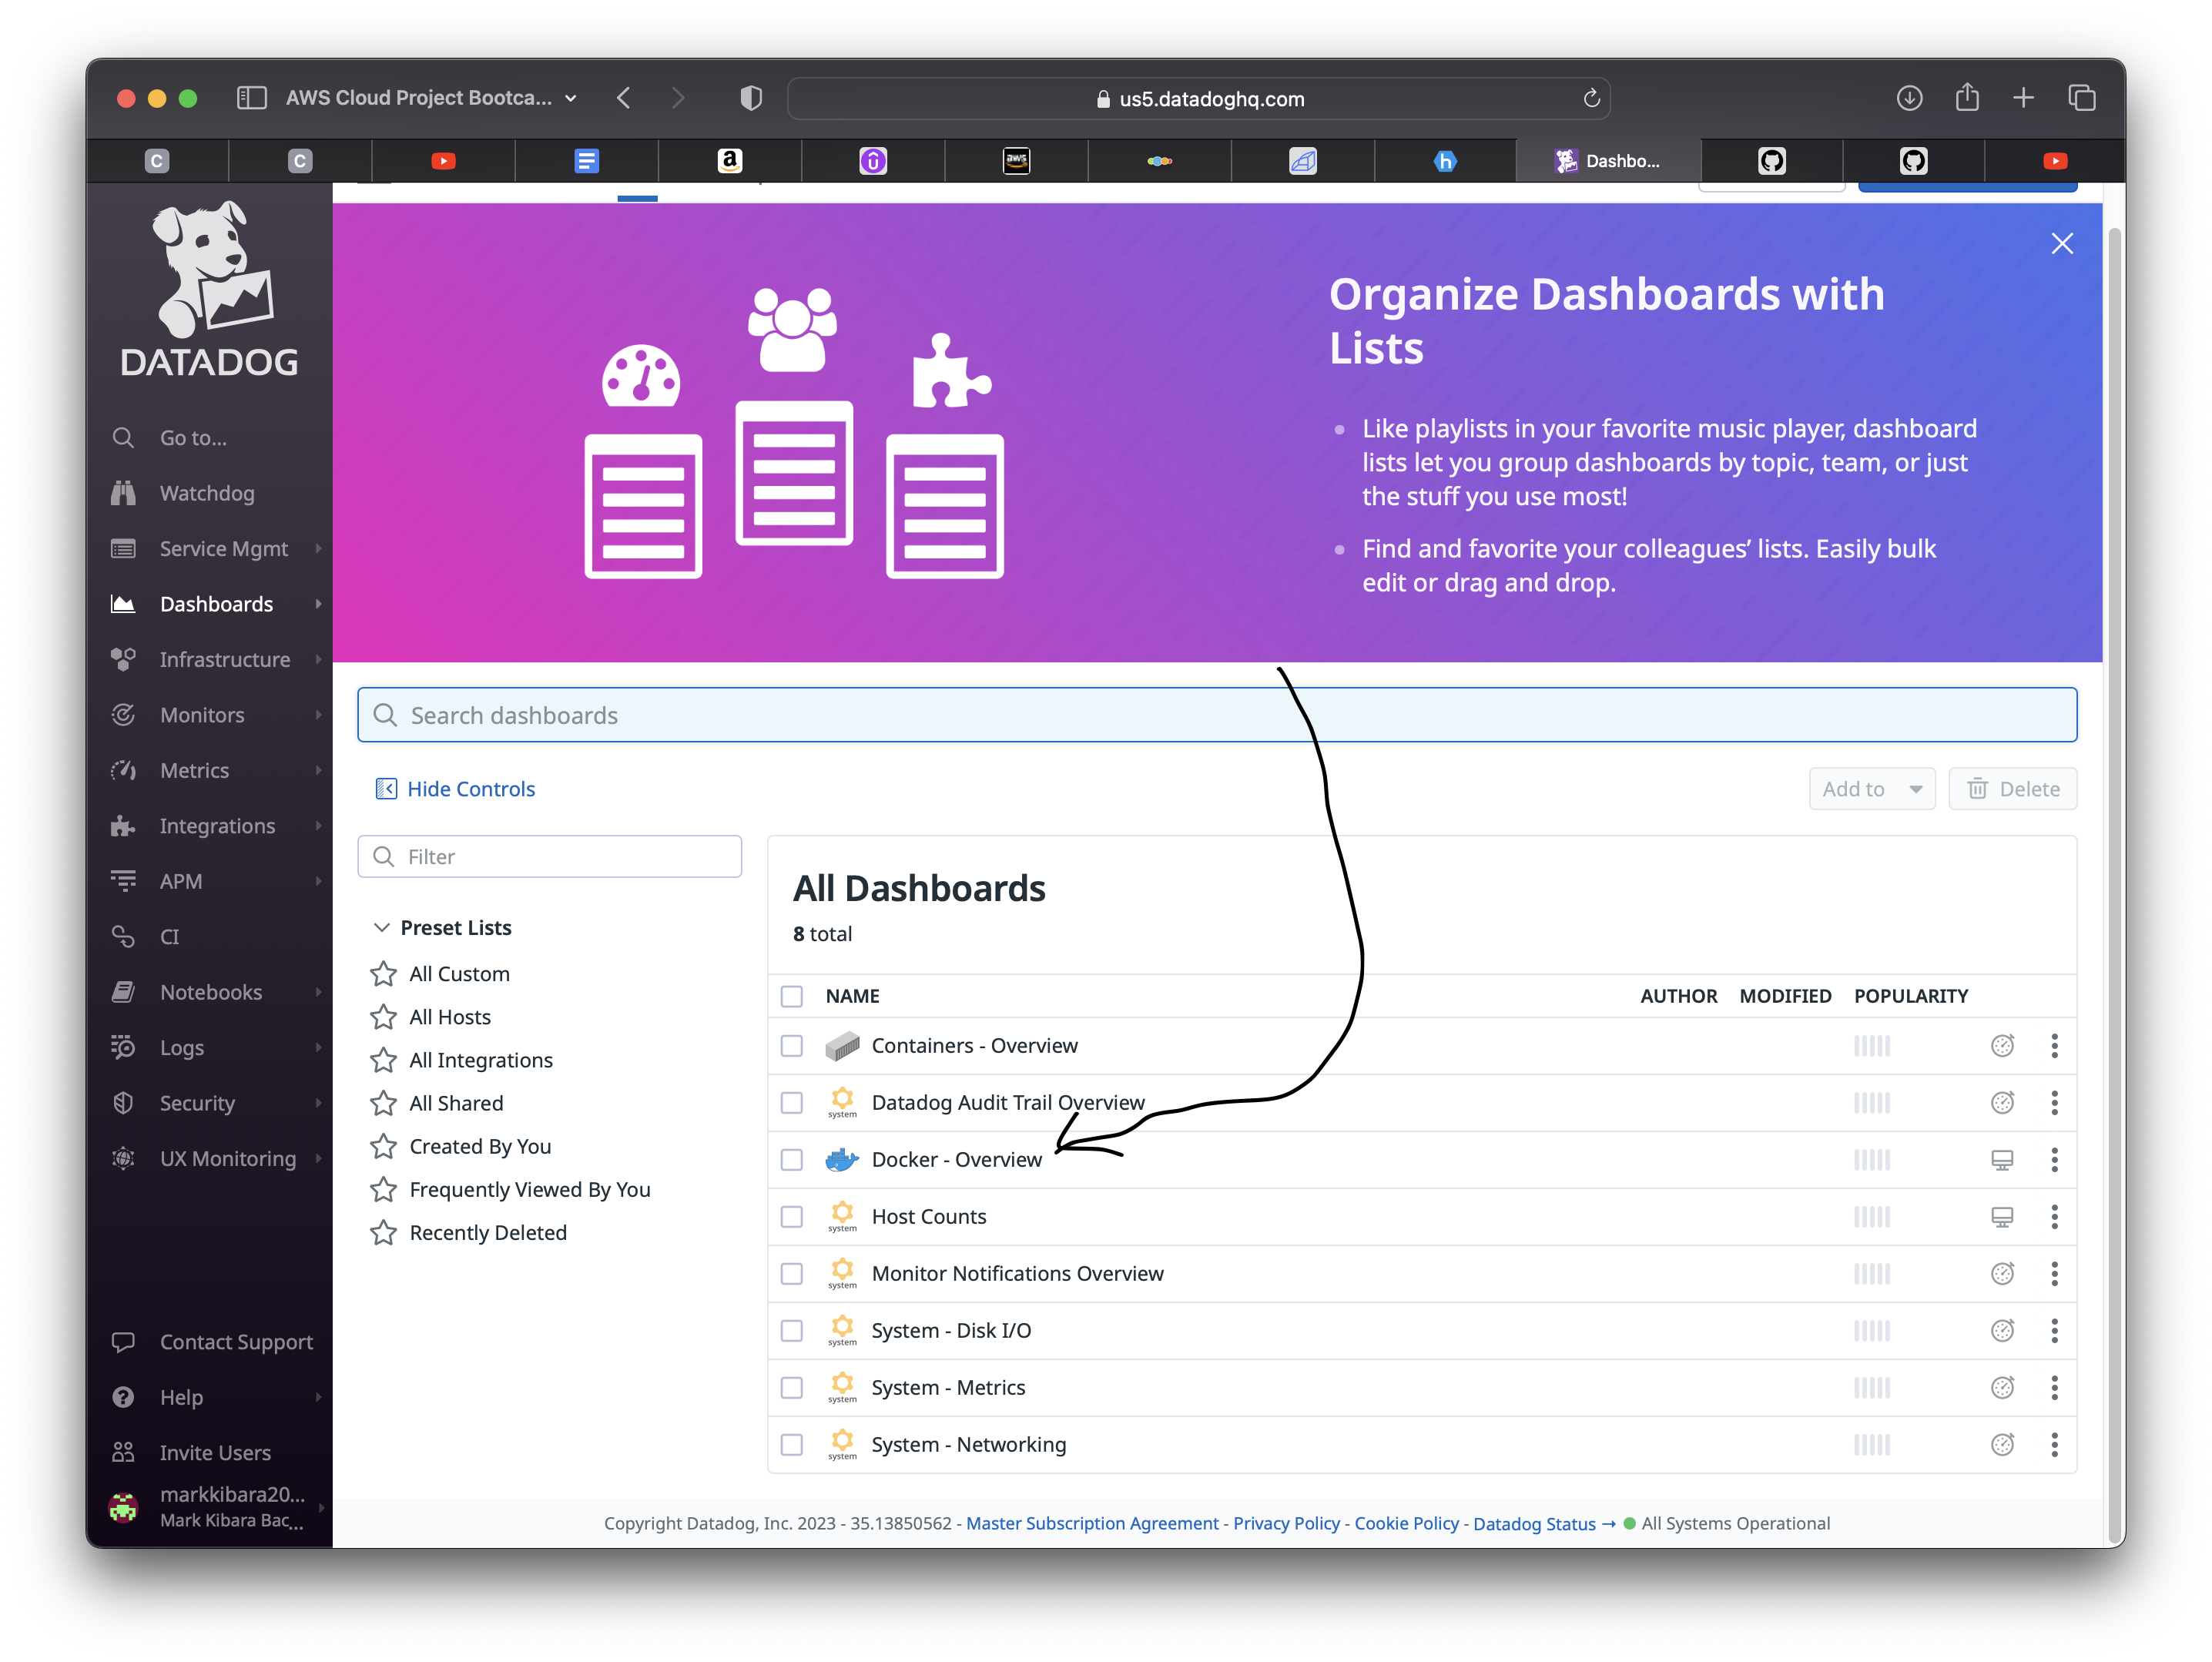 AWS Cloud Project Bootca...
us5.datadoghq.com
C
C
a
û
aws
h
Dashbo...
DATADOG
Go to...
Watchdog
Service Mgmt
Dashboards
Infrastructure
Monitors
Metrics
Integrations
APM
CI
Notebooks
Logs
Security
UX Monitoring
Contact Support
Help
Invite Users
markkibara20...
Mark Kibara Bac...
Organize Dashboards with
Lists
Like playlists in your favorite music player, dashboard
lists let you group dashboards by topic, team, or just
the stuff you use most!
Find and favorite your colleagues’ lists. Easily bulk
edit or drag and drop.
Search dashboards
Hide Controls
Add to
Delete
Filter
Preset Lists
All Custom
All Hosts
All Integrations
All Shared
Created By You
Frequently Viewed By You
Recently Deleted
All Dashboards
8 total
NAME AUTHOR MODIFIED POPULARITY
Containers - Overview
system Datadog Audit Trail Overview
Docker - Overview
system Host Counts
system Monitor Notifications Overview
system System - Disk I/O
system System - Metrics
system System - Networking
Copyright Datadog, Inc. 2023 - 35.13850562 - Master Subscription Agreement - Privacy Policy - Cookie Policy - Datadog Status → All Systems Operational